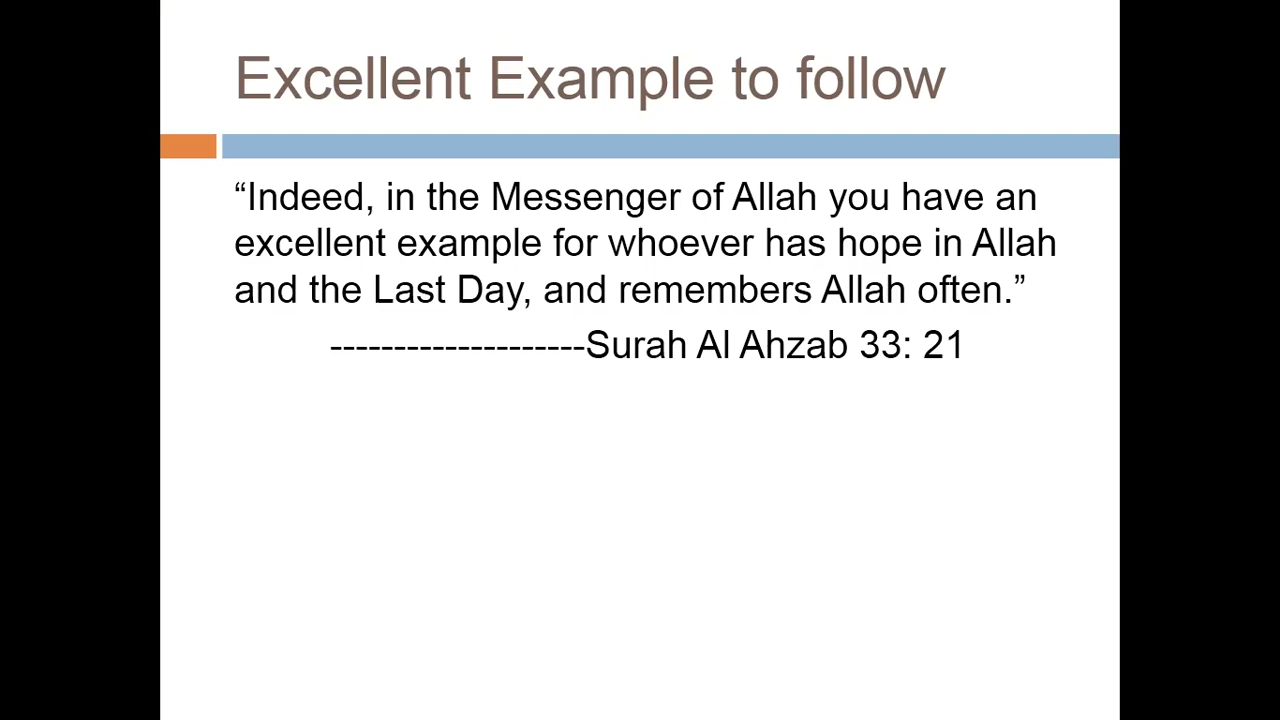 Excellent Example to follow
“Indeed, in the Messenger of Allah you have an
excellent example for whoever has hope in Allah
and the Last Day, and remembers Allah often.”
--------------------Surah Al Ahzab 33: 21